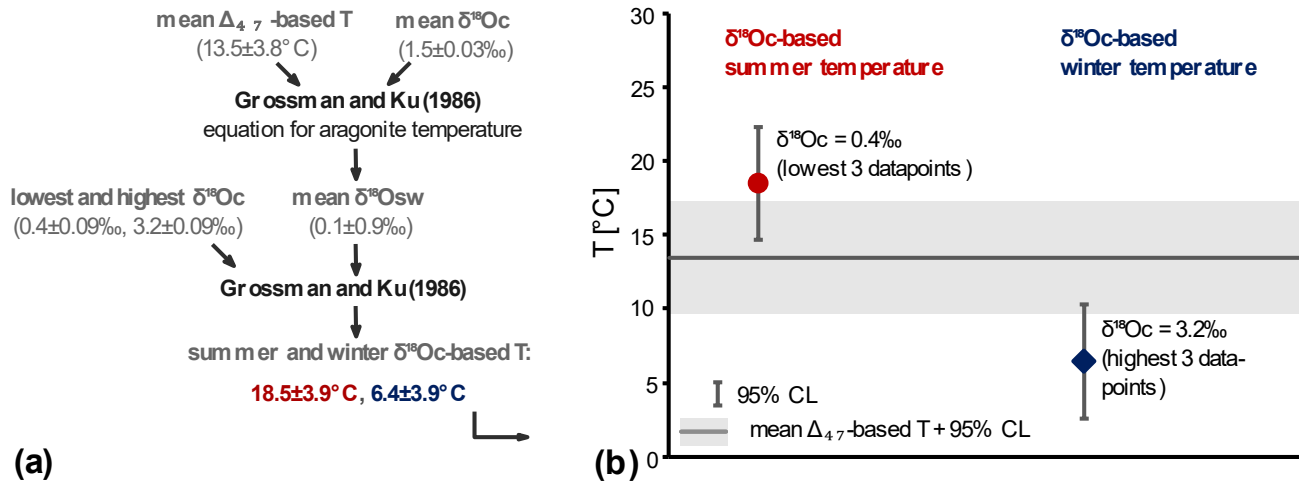 mean Δ₄₇-based T
(13.5±3.8°C)
mean δ¹⁸Oc
(1.5±0.03‰)
Grossman and Ku (1986)
equation for aragonite temperature
lowest and highest δ¹⁸Oc
(0.4±0.09‰, 3.2±0.09‰)
mean δ¹⁸Osw
(0.1±0.9‰)
Grossman and Ku (1986)
summer and winter δ¹⁸Oc-based T:
18.5±3.9°C, 6.4±3.9°C
(a)
T [°C]
30
25
20
15
10
5
0
δ¹⁸Oc-based
summer temperature
δ¹⁸Oc-based
winter temperature
δ¹⁸Oc = 0.4‰
(lowest 3 datapoints)
δ¹⁸Oc = 3.2‰
(highest 3 data-
points)
95% CL
mean Δ₄₇-based T + 95% CL
(b)